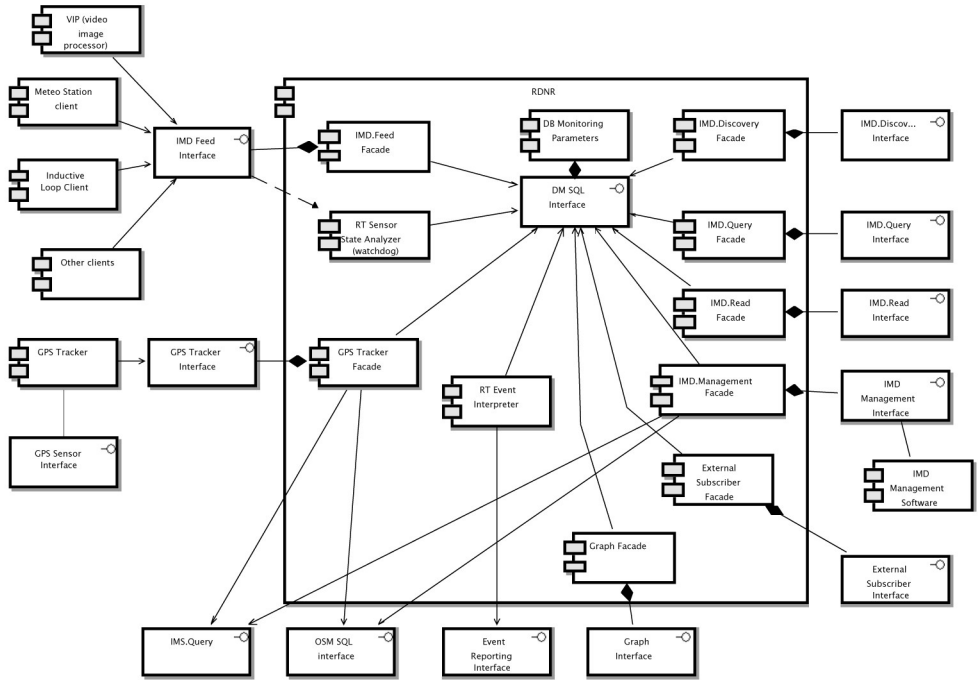 VIP (video
image
processor)
Meteo Station
client
Inductive
Loop Client
Other clients
IMD Feed
Interface
RDNR
IMD.Feed
Facade
RT Sensor
State Analyzer
(watchdog)
DB Monitoring
Parameters
DM SQL
Interface
IMD.Discovery
Facade
IMD.Discov...
Interface
IMD.Query
Facade
IMD.Query
Interface
IMD.Read
Facade
IMD.Read
Interface
GPS Tracker
GPS Tracker
Interface
GPS Tracker
Facade
RT Event
Interpreter
IMD.Management
Facade
IMD
Management
Interface
GPS Sensor
Interface
External
Subscriber
Facade
IMD
Management
Software
Graph Facade
External
Subscriber
Interface
IMS.Query
OSM SQL
interface
Event
Reporting
Interface
Graph
Interface